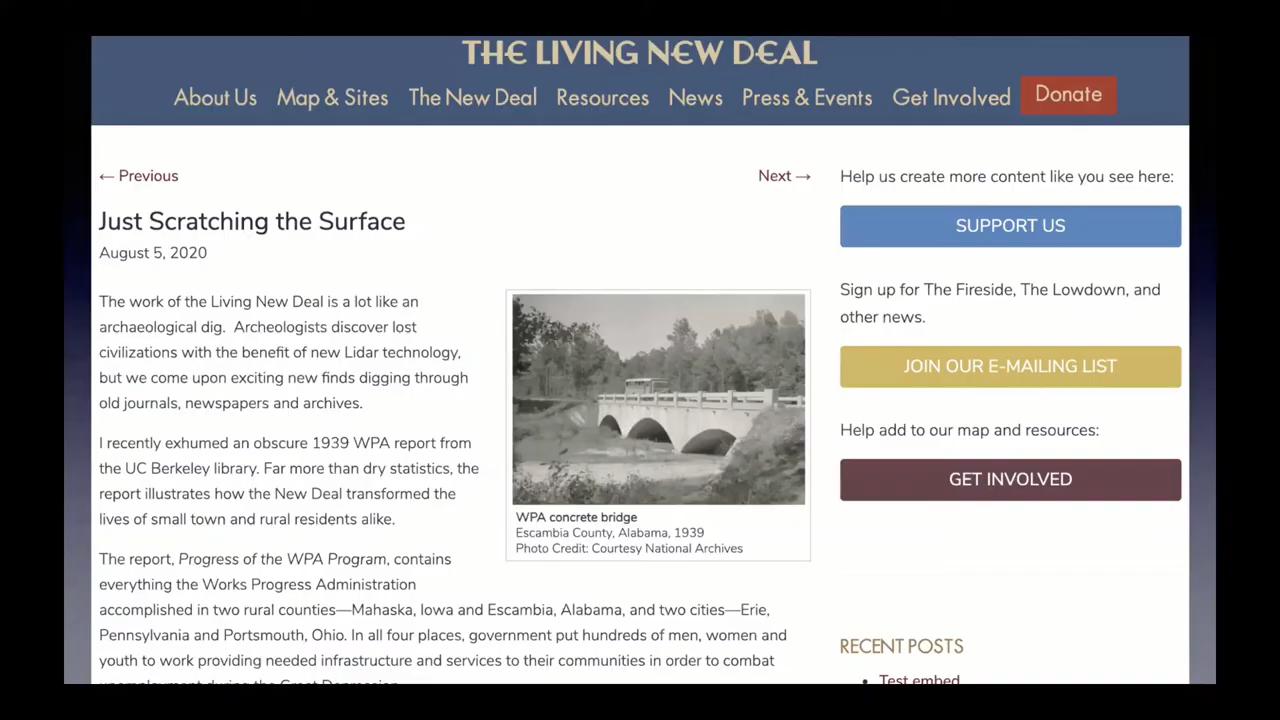 THE LIVING NEW DEAL
About Us Map & Sites The New Deal Resources News Press & Events Get Involved Donate
← Previous
Next →
Just Scratching the Surface
August 5, 2020
The work of the Living New Deal is a lot like an
archaeological dig. Archeologists discover lost
civilizations with the benefit of new Lidar technology,
but we come upon exciting new finds digging through
old journals, newspapers and archives.
I recently exhumed an obscure 1939 WPA report from
the UC Berkeley library. Far more than dry statistics, the
report illustrates how the New Deal transformed the
lives of small town and rural residents alike.
WPA concrete bridge
Escambia County, Alabama, 1939
Photo Credit: Courtesy National Archives
The report, Progress of the WPA Program, contains
everything the Works Progress Administration
accomplished in two rural counties—Mahaska, Iowa and Escambia, Alabama, and two cities—Erie,
Pennsylvania and Portsmouth, Ohio. In all four places, government put hundreds of men, women and
youth to work providing needed infrastructure and services to their communities in order to combat
unemployment during the Great Depression.
Help us create more content like you see here:
SUPPORT US
Sign up for The Fireside, The Lowdown, and
other news.
JOIN OUR E-MAILING LIST
Help add to our map and resources:
GET INVOLVED
RECENT POSTS
• Test embed